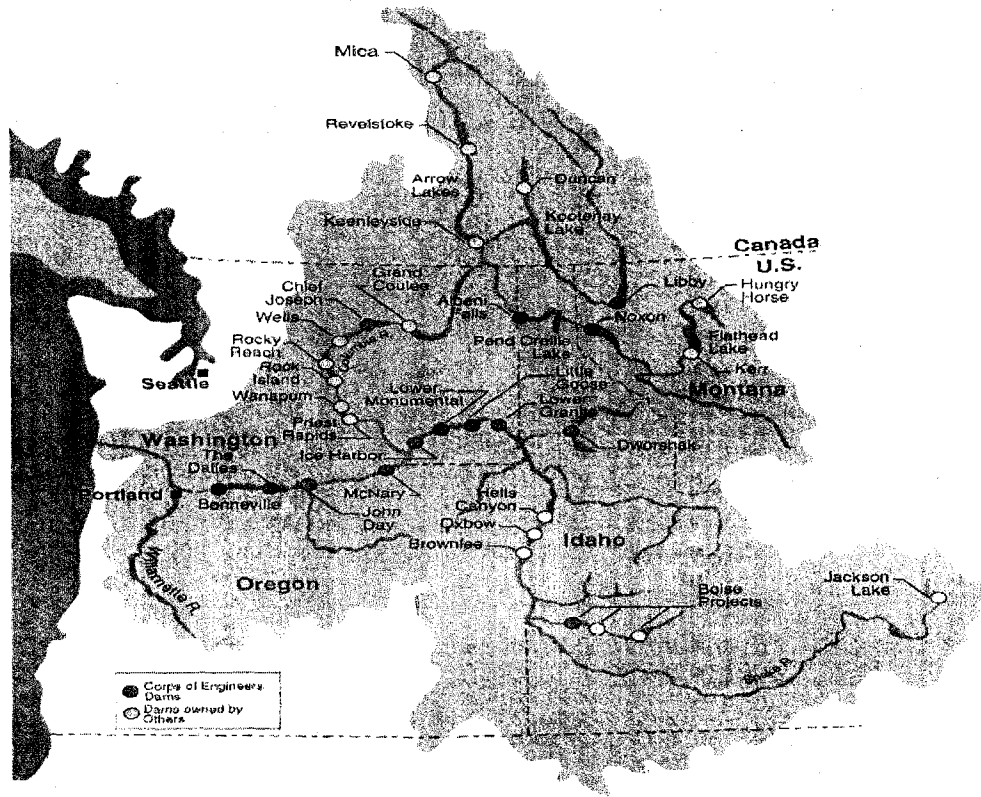 Mica
Revelstoke
Arrow
Lakes
Duncan
Keenleyside
Kootenay
Lake
Canada
U.S.
Grand
Coulee
Chief
Joseph
Libby
Hungry
Horse
Albeni
Falls
Wells
Noxon
Rocky
Reach
Columbia R.
Pend Oreille
Lake
Flathead
Lake
Rock
Island
Kerr
Seattle
Little
Goose
Lower
Monumental
Montana
Wanapum
Lower
Granite
Priest
Rapids
Washington
Ice Harbor
Dworshak
The
Dalles
Portland
Bonneville
McNary
John
Day
Hells
Canyon
Oxbow
Brownlee
Idaho
Willamette R.
Oregon
Boise
Projects
Jackson
Lake
Snake R.
Corps of Engineers
Dams
Dams owned by
Others